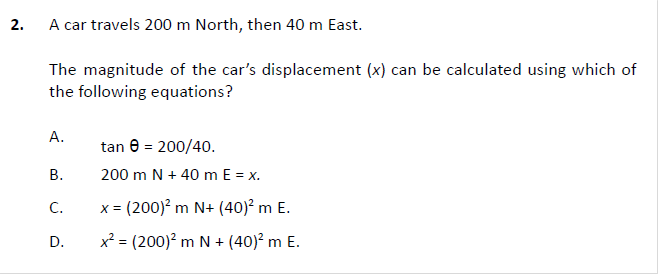 2. A car travels 200 m North, then 40 m East.
The magnitude of the car's displacement (x) can be calculated using which of
the following equations?
A. tan θ = 200/40.
B. 200 m N + 40 m E = x.
C. x = (200)² m N+ (40)² m E.
D. x² = (200)² m N + (40)² m E.